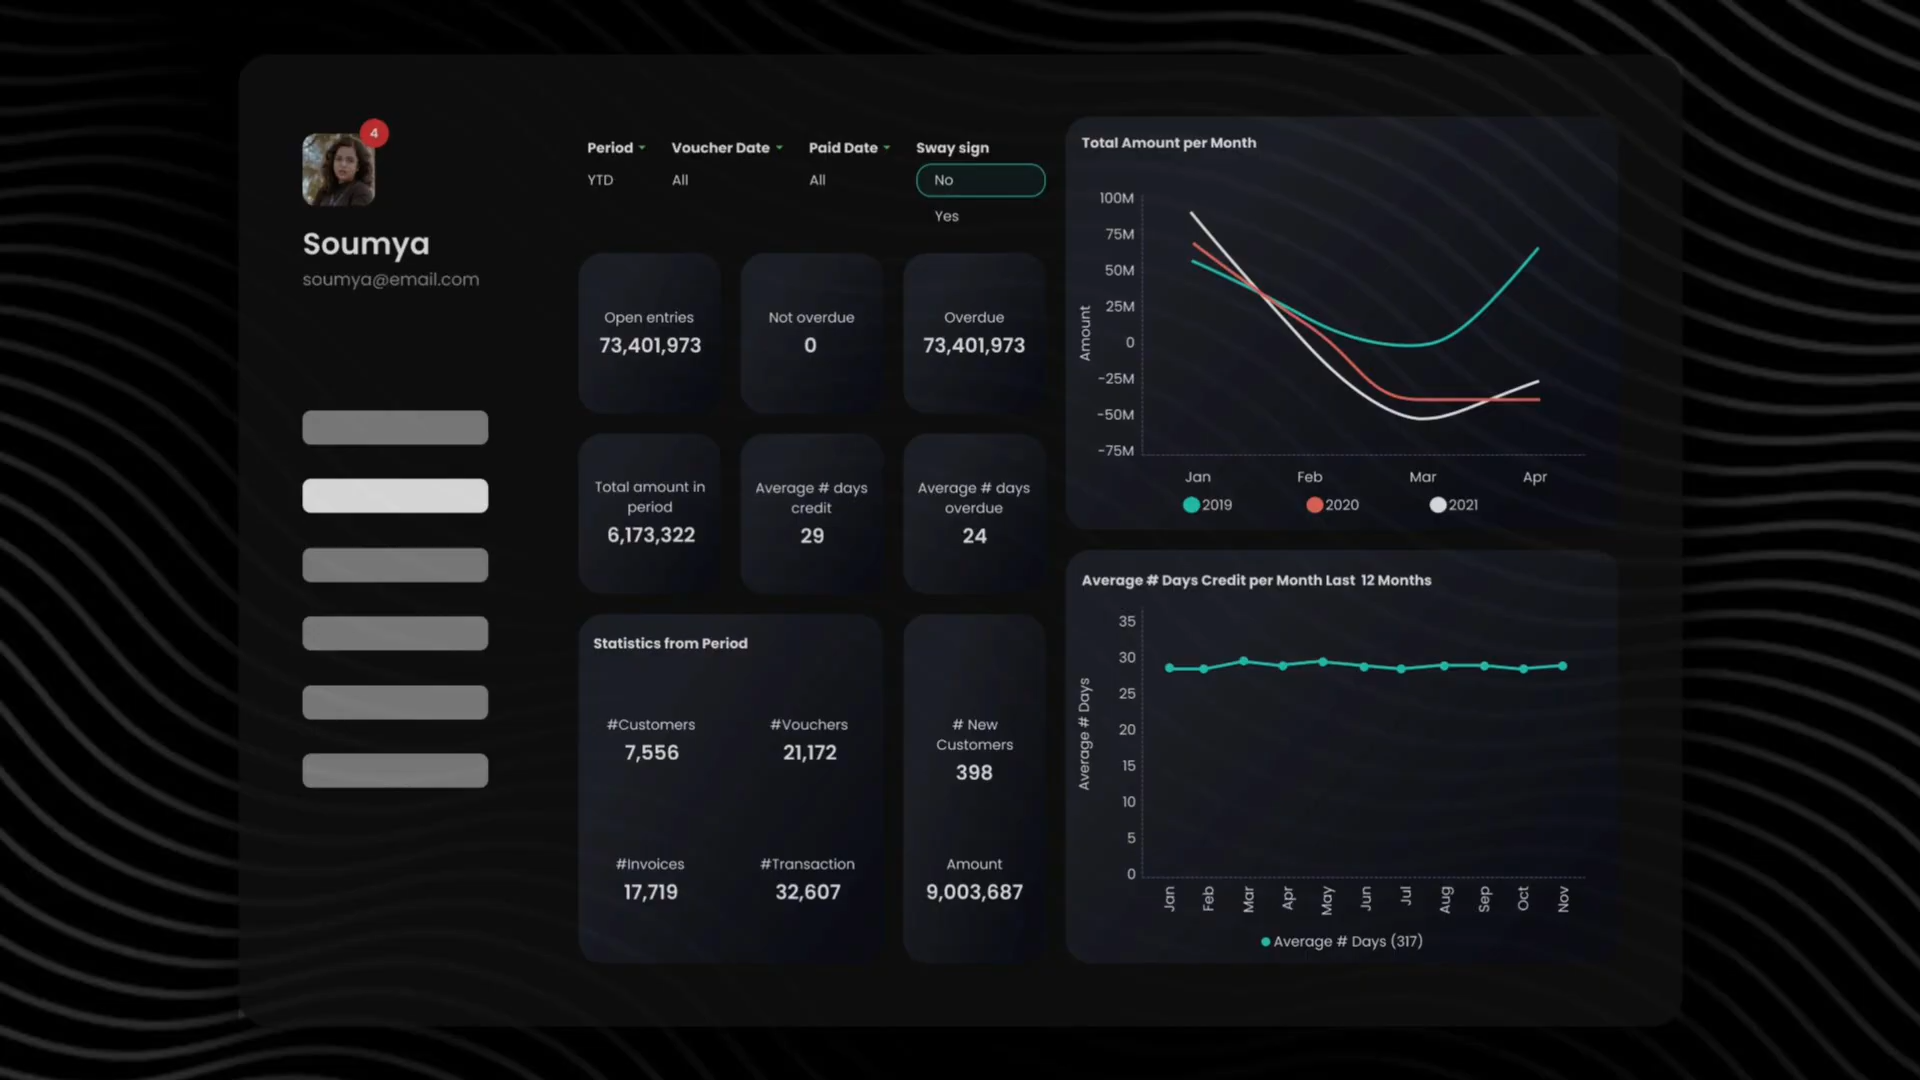 4
Soumya
soumya@email.com
Period
YTD
Voucher Date
All
Paid Date
All
Sway sign
No
Yes
Open entries
73,401,973
Not overdue
0
Overdue
73,401,973
Total amount in
period
6,173,322
Average # days
credit
29
Average # days
overdue
24
Statistics from Period
#Customers
7,556
#Vouchers
21,172
#Invoices
17,719
#Transaction
32,607
# New
Customers
398
Amount
9,003,687
Total Amount per Month
Amount
100M
75M
50M
25M
0
-25M
-50M
-75M
Jan Feb Mar Apr
2019 2020 2021
Average # Days Credit per Month Last 12 Months
Average # Days
35
30
25
20
15
10
5
0
Jan Feb Mar Apr May Jun Jul Aug Sep Oct Nov
Average # Days (317)